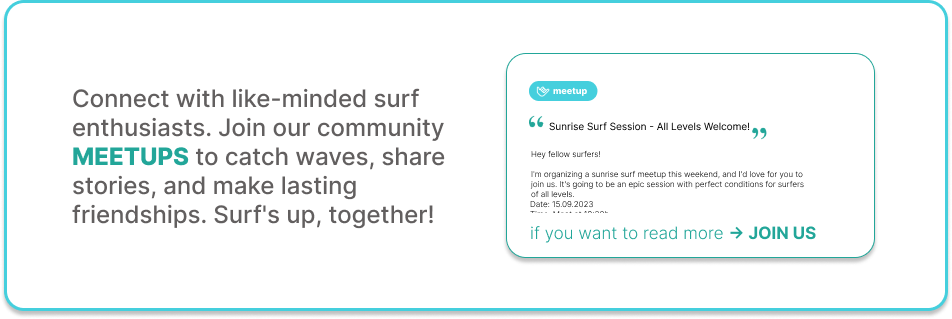 Connect with like-minded surf
enthusiasts. Join our community
MEETUPS to catch waves, share
stories, and make lasting
friendships. Surf's up, together!
meetup
“ Sunrise Surf Session - All Levels Welcome! ”
Hey fellow surfers!
I'm organizing a sunrise surf meetup this weekend, and I'd love for you to
join us. It's going to be an epic session with perfect conditions for surfers
of all levels.
Date: 15.09.2023
if you want to read more → JOIN US